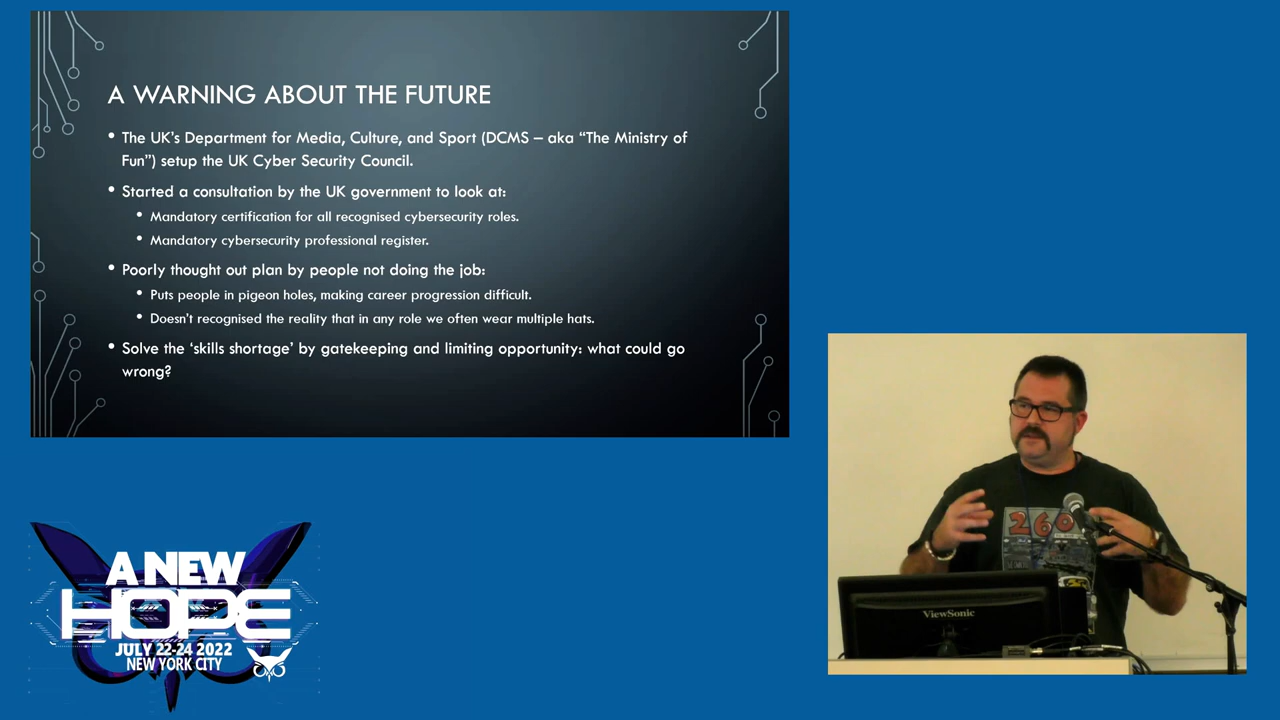 A WARNING ABOUT THE FUTURE
• The UK's Department for Media, Culture, and Sport (DCMS – aka “The Ministry of
Fun”) setup the UK Cyber Security Council.
• Started a consultation by the UK government to look at:
• Mandatory certification for all recognised cybersecurity roles.
• Mandatory cybersecurity professional register.
• Poorly thought out plan by people not doing the job:
• Puts people in pigeon holes, making career progression difficult.
• Doesn't recognised the reality that in any role we often wear multiple hats.
• Solve the ‘skills shortage’ by gatekeeping and limiting opportunity: what could go
wrong?
260
ViewSonic
A NEW
HOPE
JULY 22-24 2022
NEW YORK CITY